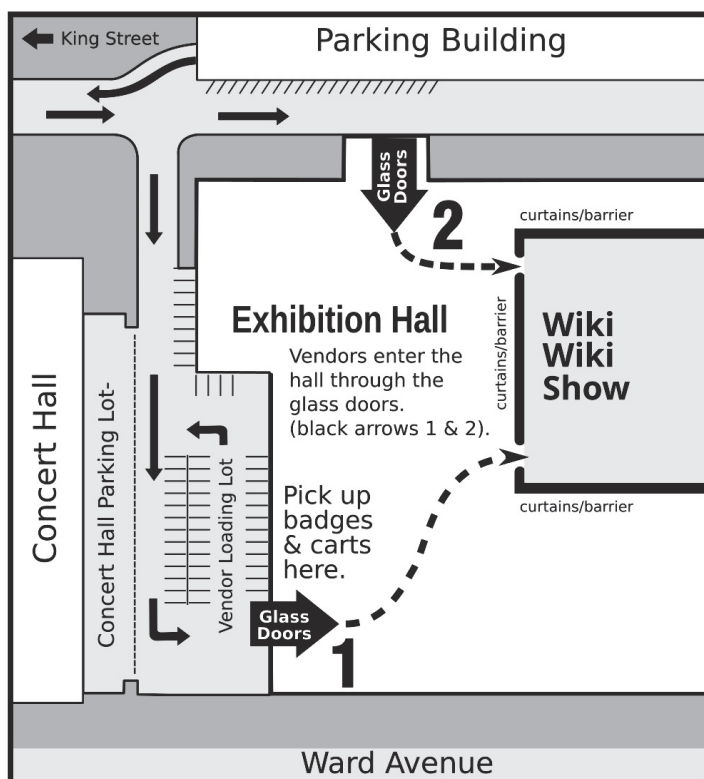 King Street
Parking Building
Glass
Doors
2
curtains/barrier
Exhibition Hall
Vendors enter the
hall through the
glass doors.
(black arrows 1 & 2).
curtains/barrier
Wiki
Wiki
Show
curtains/barrier
Concert Hall
Concert Hall Parking Lot-
Vendor Loading Lot
Pick up
badges
& carts
here.
Glass
Doors
1
Ward Avenue